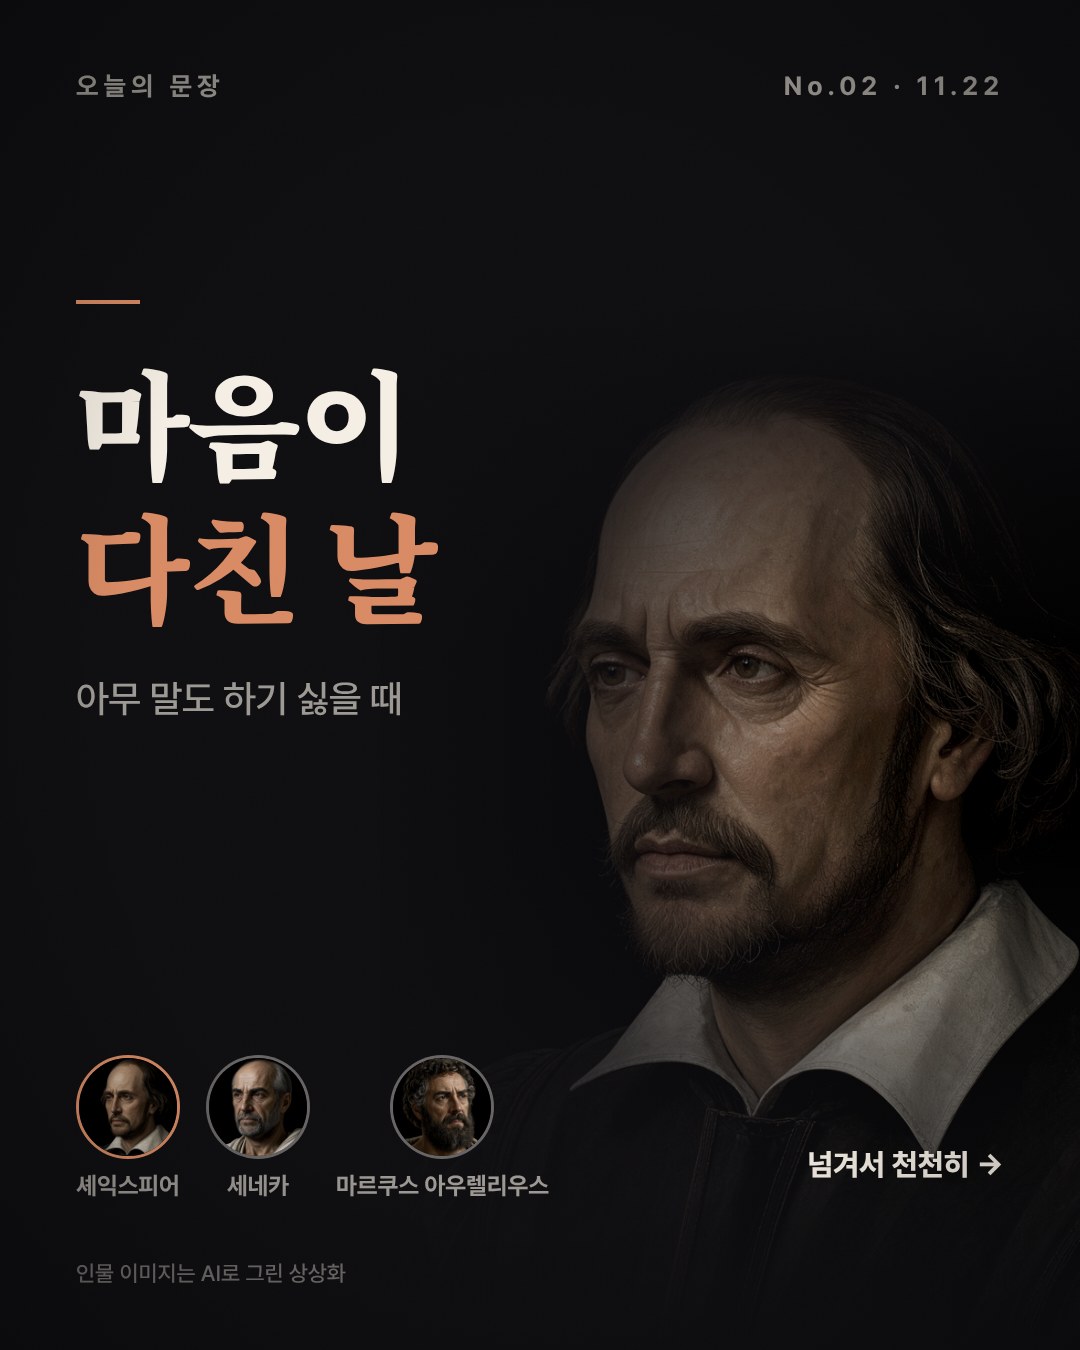 오늘의 문장
No.02 · 11.22
마음이
다친 날
아무 말도 하기 싫을 때
셰익스피어
세네카
마르쿠스 아우렐리우스
넘겨서 천천히 →
인물 이미지는 AI로 그린 상상화